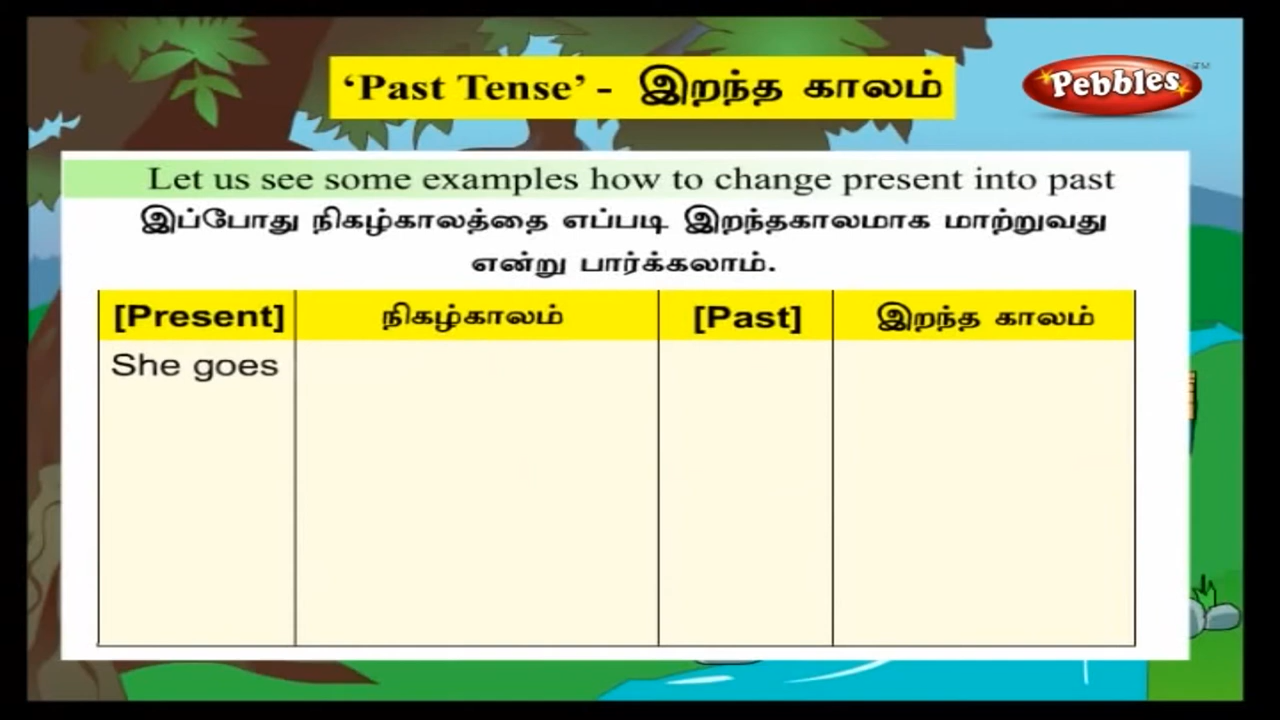 ‘Past Tense’ - இறந்த காலம்
Pebbles™
Let us see some examples how to change present into past
இப்போது நிகழ்காலத்தை எப்படி இறந்தகாலமாக மாற்றுவது
என்று பார்க்கலாம்.
[Present] நிகழ்காலம் [Past] இறந்த காலம்
She goes